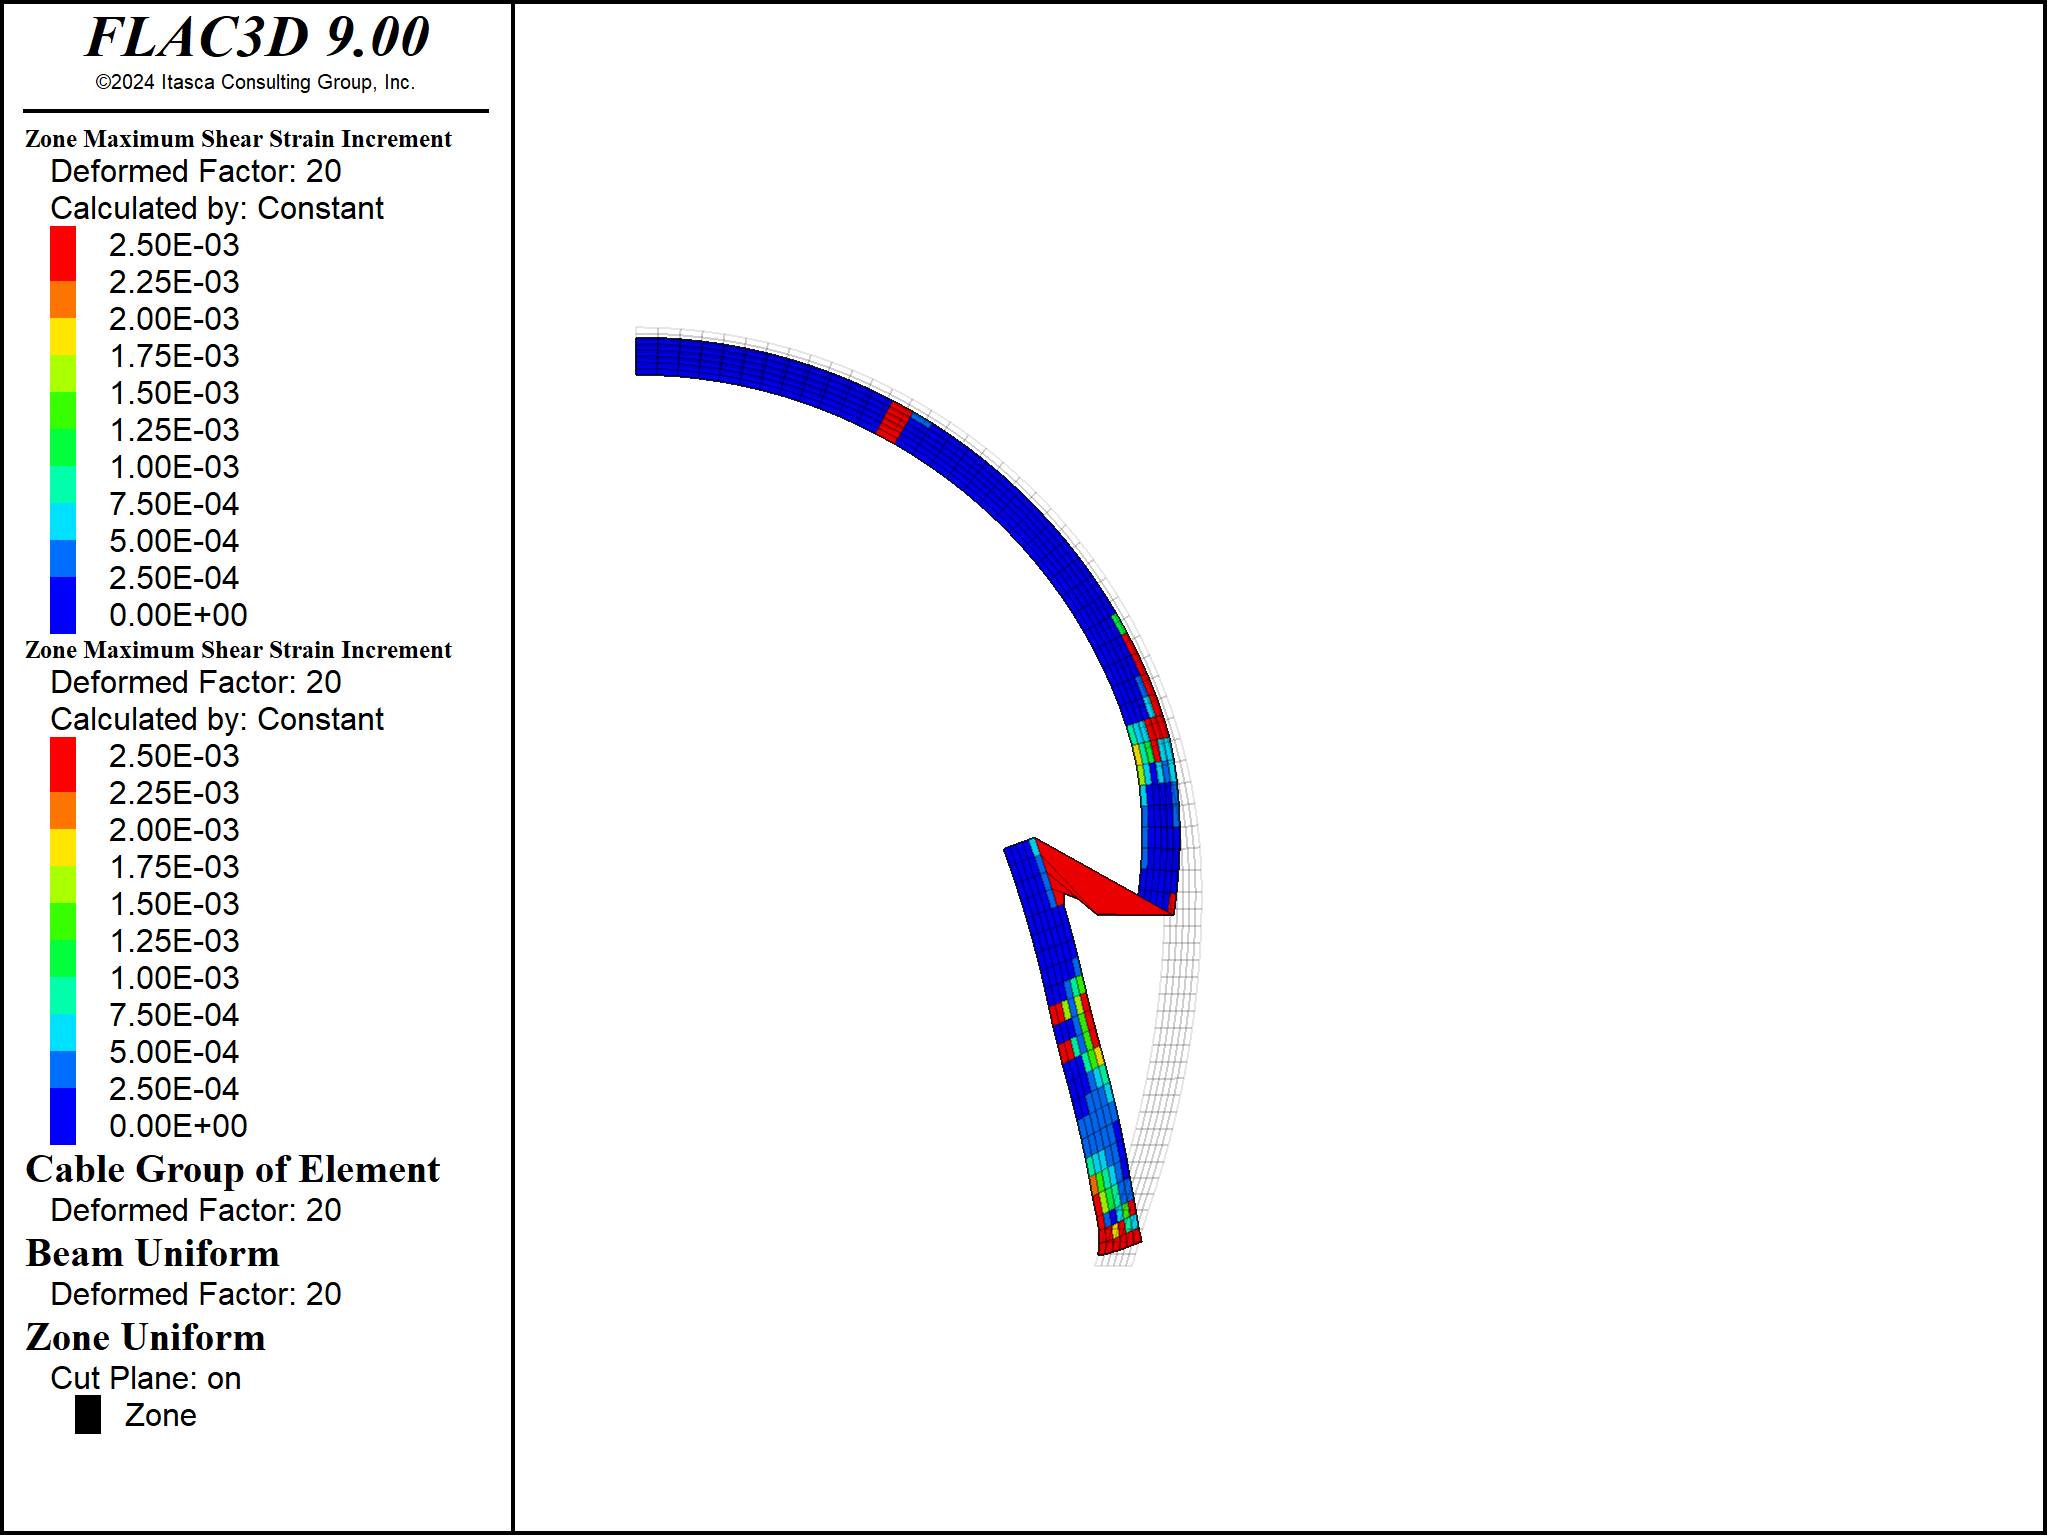 FLAC3D 9.00
©2024 Itasca Consulting Group, Inc.
Zone Maximum Shear Strain Increment
Deformed Factor: 20
Calculated by: Constant
2.50E-03
2.25E-03
2.00E-03
1.75E-03
1.50E-03
1.25E-03
1.00E-03
7.50E-04
5.00E-04
2.50E-04
0.00E+00
Zone Maximum Shear Strain Increment
Deformed Factor: 20
Calculated by: Constant
2.50E-03
2.25E-03
2.00E-03
1.75E-03
1.50E-03
1.25E-03
1.00E-03
7.50E-04
5.00E-04
2.50E-04
0.00E+00
Cable Group of Element
Deformed Factor: 20
Beam Uniform
Deformed Factor: 20
Zone Uniform
Cut Plane: on
Zone